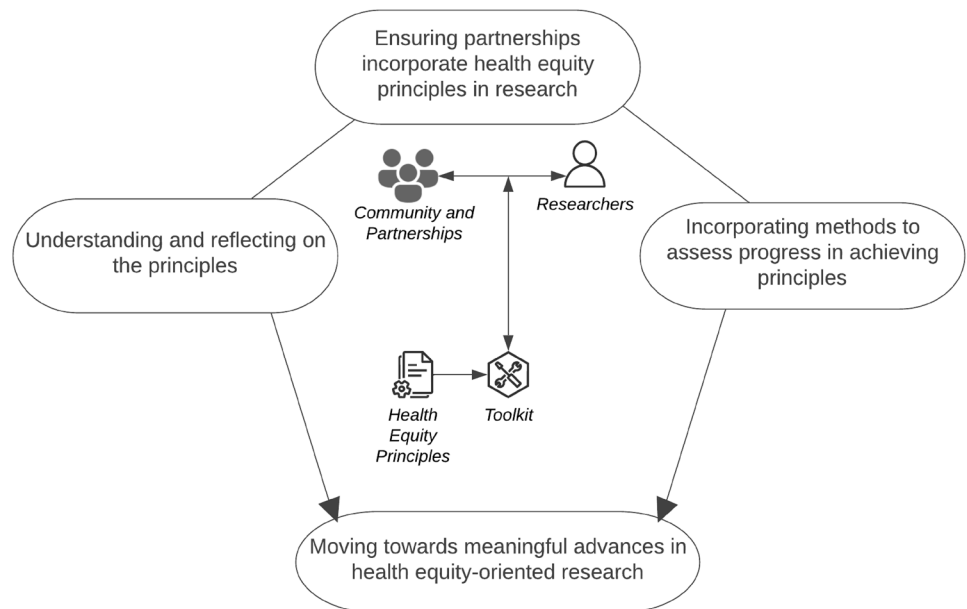 Ensuring partnerships
incorporate health equity
principles in research
Community and
Partnerships
Researchers
Understanding and reflecting on
the principles
Incorporating methods to
assess progress in achieving
principles
Health
Equity
Principles
Toolkit
Moving towards meaningful advances in
health equity-oriented research